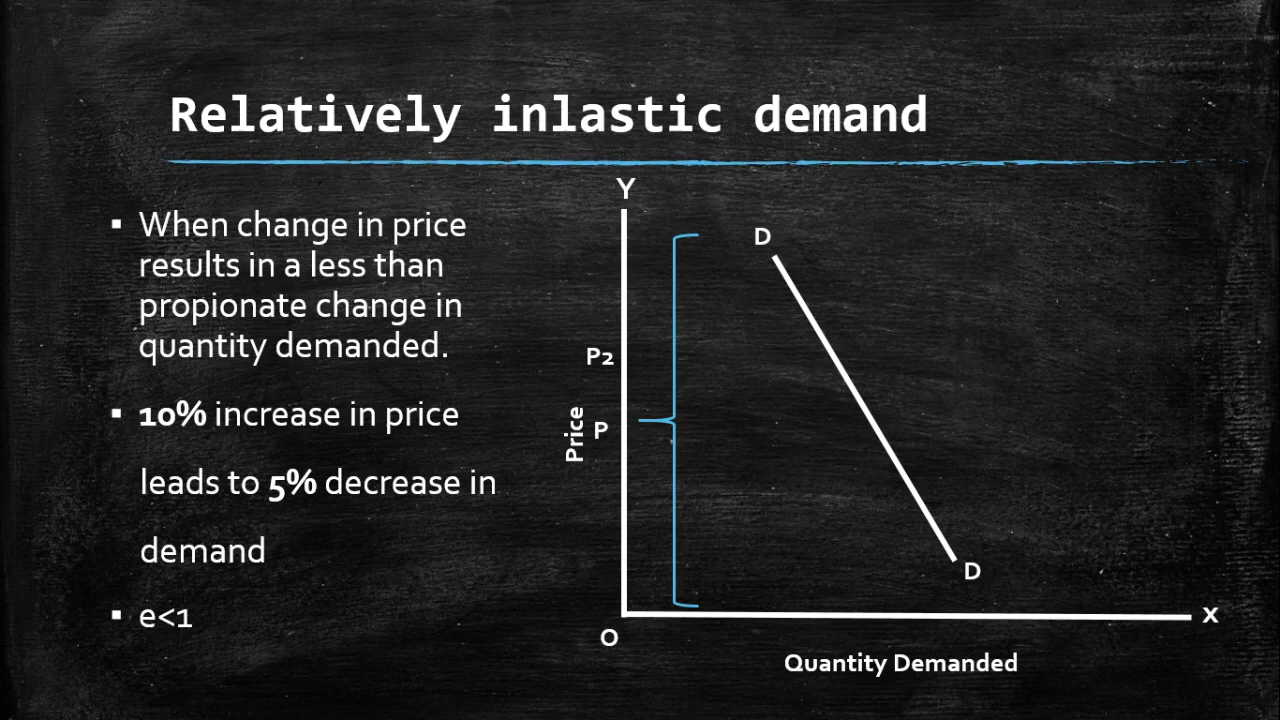 Relatively inlastic demand
▪ When change in price
results in a less than
propionate change in
quantity demanded.
▪ 10% increase in price
leads to 5% decrease in
demand
▪ e<1
Y
D
P2
Price
P
D
O
X
Quantity Demanded